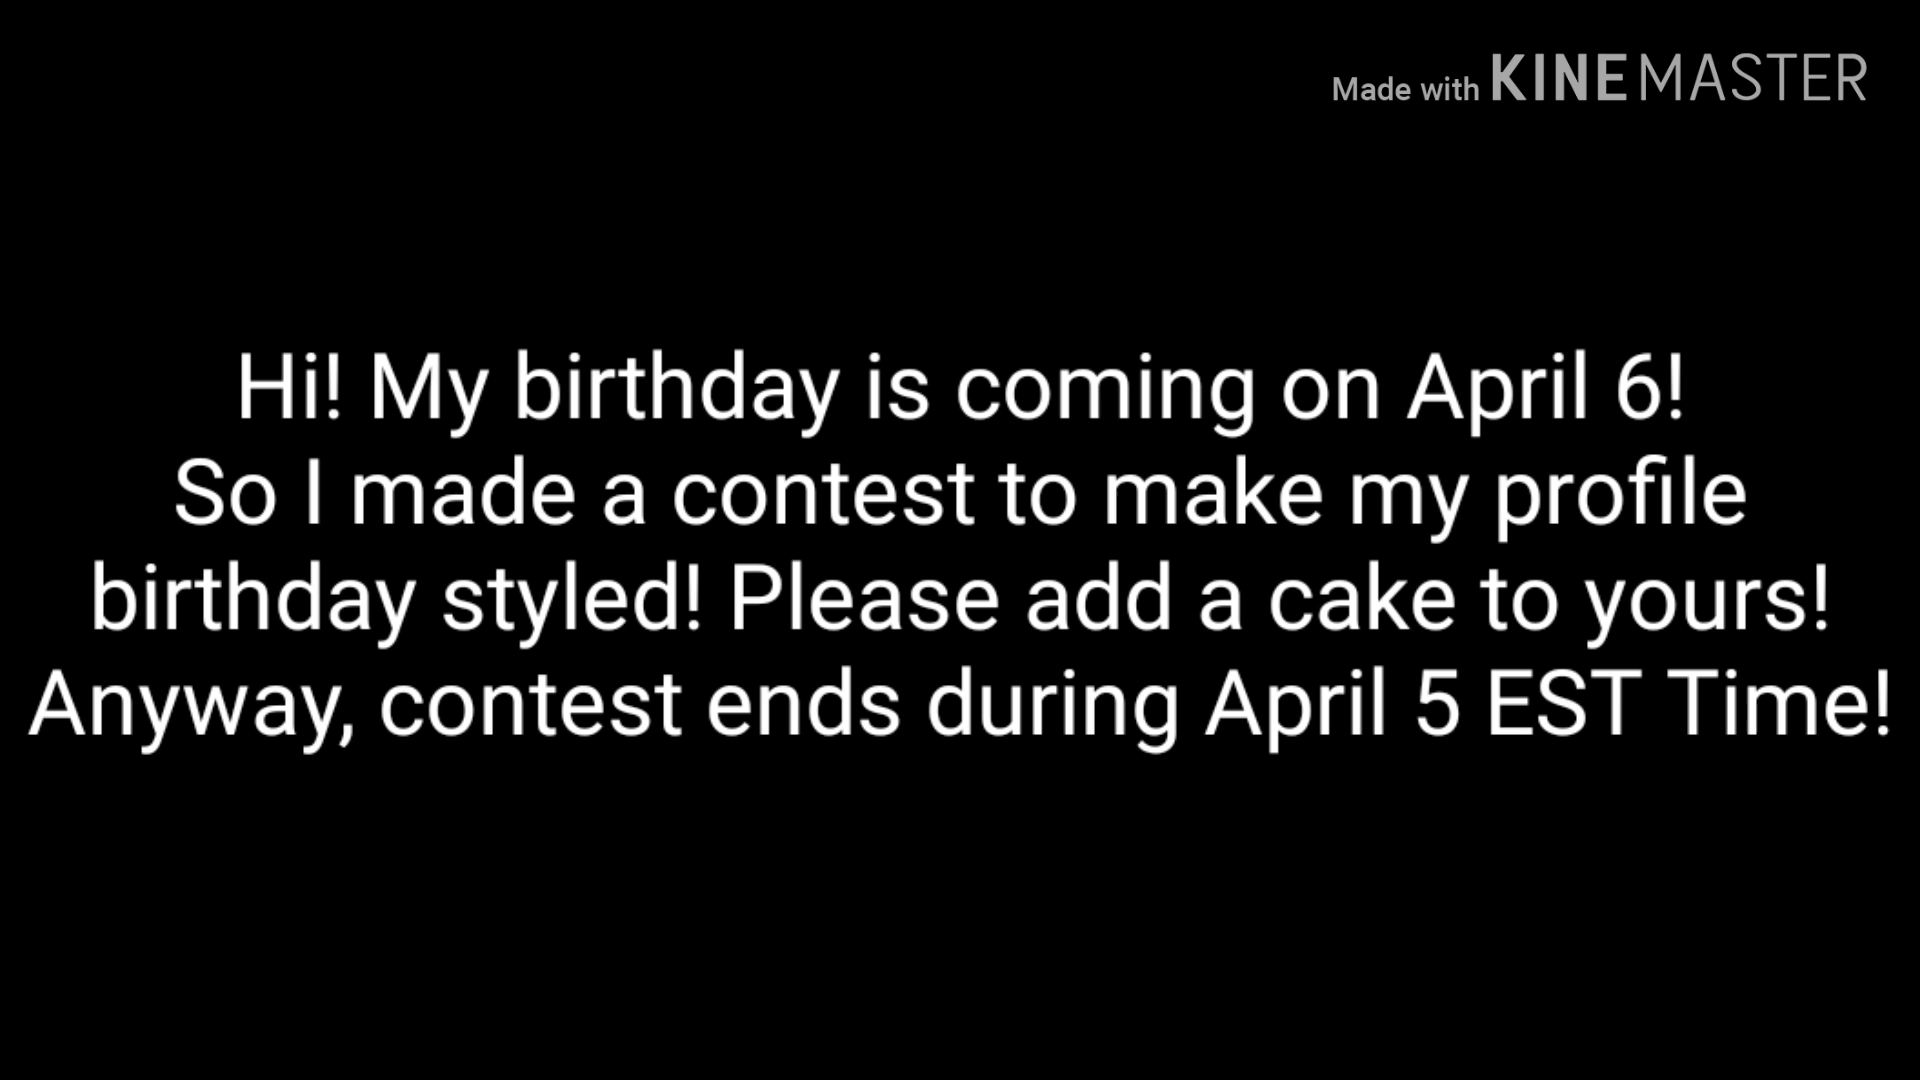 Made with KINEMASTER
Hi! My birthday is coming on April 6!
So I made a contest to make my profile
birthday styled! Please add a cake to yours!
Anyway, contest ends during April 5 EST Time!